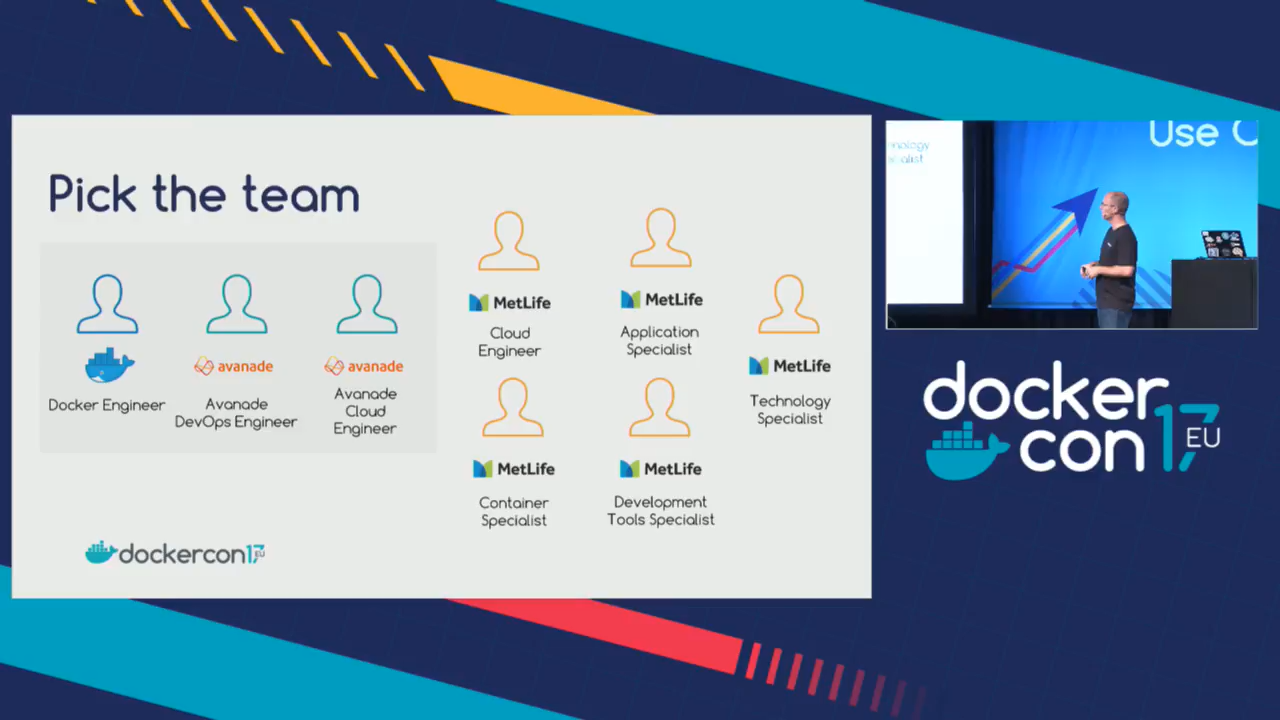 Pick the team
Docker Engineer
avanade
Avanade
DevOps Engineer
avanade
Avanade
Cloud
Engineer
MetLife
Cloud
Engineer
MetLife
Application
Specialist
MetLife
Technology
Specialist
MetLife
Container
Specialist
MetLife
Development
Tools Specialist
dockercon17 EU
Use
docker
con 17 EU